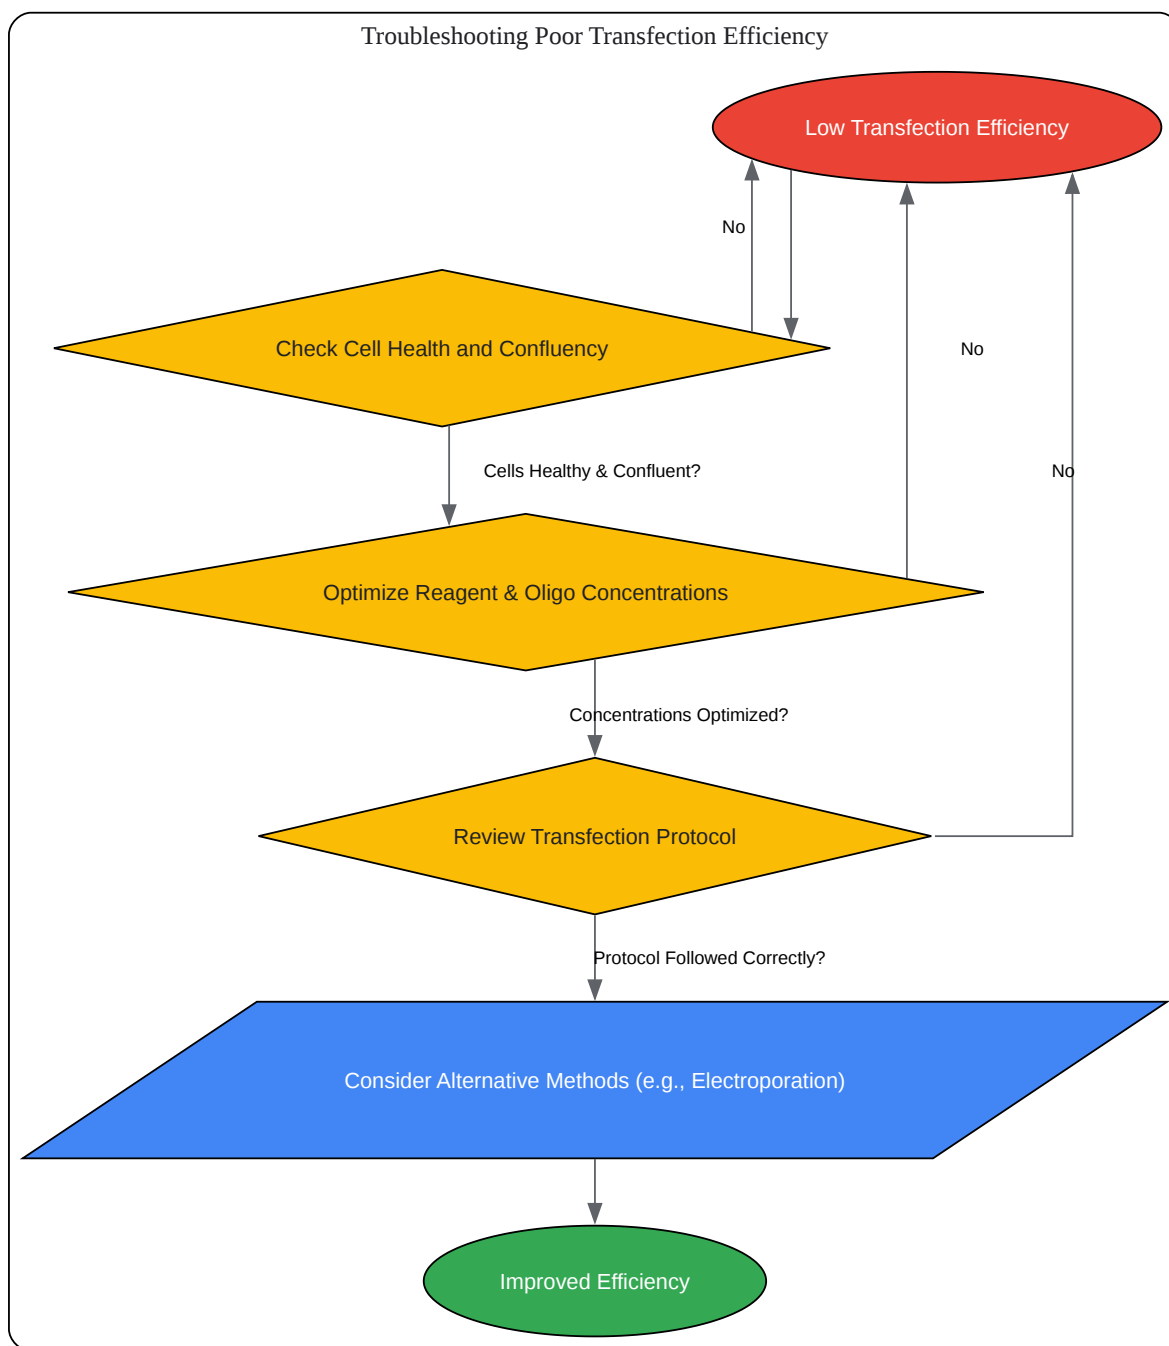 Troubleshooting Poor Transfection Efficiency
Low Transfection Efficiency
No
Check Cell Health and Confluency
No
Cells Healthy & Confluent?
No
Optimize Reagent & Oligo Concentrations
Concentrations Optimized?
Review Transfection Protocol
Protocol Followed Correctly?
Consider Alternative Methods (e.g., Electroporation)
Improved Efficiency